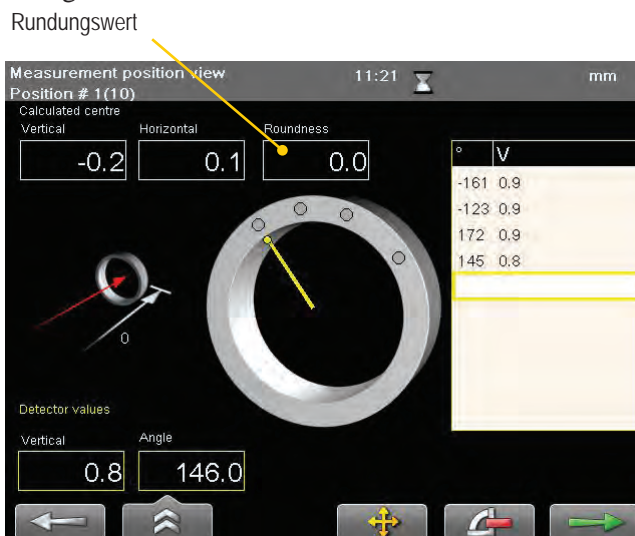 Rundungswert
Measurement position view 11:21 mm
Position # 1(10)
Calculated centre
Vertical Horizontal Roundness
-0.2 0.1 0.0
° V
-161 0.9
-123 0.9
172 0.9
145 0.8
0
Detector values
Vertical Angle
0.8 146.0